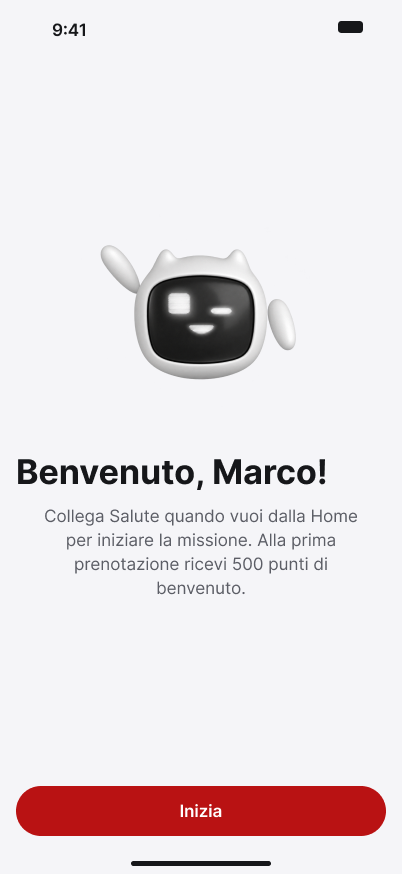 9:41
Benvenuto, Marco!
Collega Salute quando vuoi dalla Home
per iniziare la missione. Alla prima
prenotazione ricevi 500 punti di
benvenuto.
Inizia